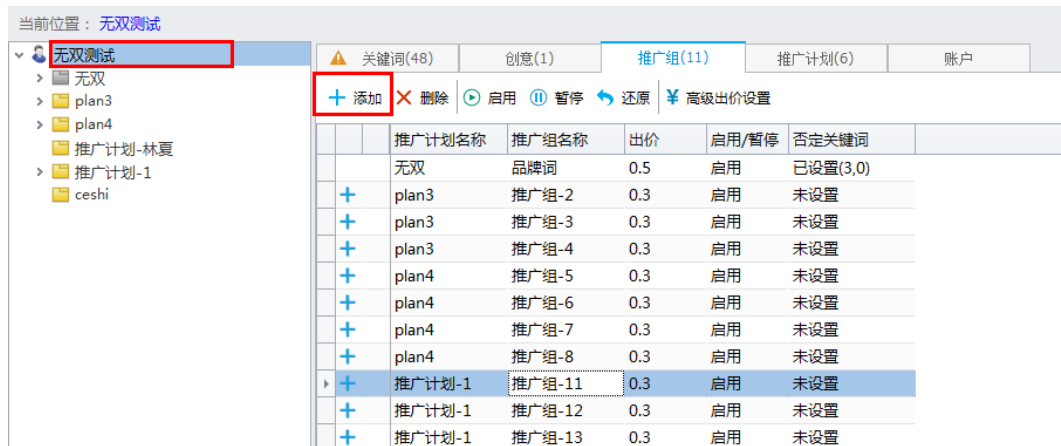 当前位置： 无双测试
无双测试
无双
plan3
plan4
推广计划-林夏
推广计划-1
ceshi
关键词(48) 创意(1) 推广组(11) 推广计划(6) 账户
添加 删除 启用 暂停 还原 ¥ 高级出价设置
推广计划名称 推广组名称 出价 启用/暂停 否定关键词
无双 品牌词 0.5 启用 已设置(3,0)
plan3 推广组-2 0.3 启用 未设置
plan3 推广组-3 0.3 启用 未设置
plan3 推广组-4 0.3 启用 未设置
plan4 推广组-5 0.3 启用 未设置
plan4 推广组-6 0.3 启用 未设置
plan4 推广组-7 0.3 启用 未设置
plan4 推广组-8 0.3 启用 未设置
推广计划-1 推广组-11 0.3 启用 未设置
推广计划-1 推广组-12 0.3 启用 未设置
推广计划-1 推广组-13 0.3 启用 未设置